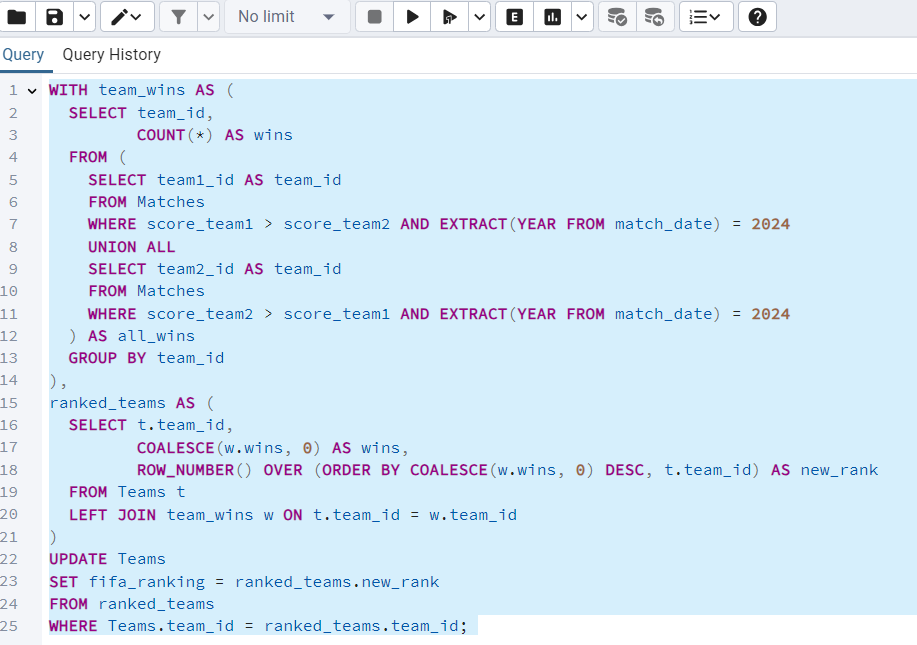 No limit
E
Query Query History
1 WITH team_wins AS (
2   SELECT team_id,
3          COUNT(*) AS wins
4   FROM (
5     SELECT team1_id AS team_id
6     FROM Matches
7     WHERE score_team1 > score_team2 AND EXTRACT(YEAR FROM match_date) = 2024
8     UNION ALL
9     SELECT team2_id AS team_id
10     FROM Matches
11     WHERE score_team2 > score_team1 AND EXTRACT(YEAR FROM match_date) = 2024
12   ) AS all_wins
13   GROUP BY team_id
14 ),
15 ranked_teams AS (
16   SELECT t.team_id,
17          COALESCE(w.wins, 0) AS wins,
18          ROW_NUMBER() OVER (ORDER BY COALESCE(w.wins, 0) DESC, t.team_id) AS new_rank
19   FROM Teams t
20   LEFT JOIN team_wins w ON t.team_id = w.team_id
21 )
22 UPDATE Teams
23 SET fifa_ranking = ranked_teams.new_rank
24 FROM ranked_teams
25 WHERE Teams.team_id = ranked_teams.team_id;